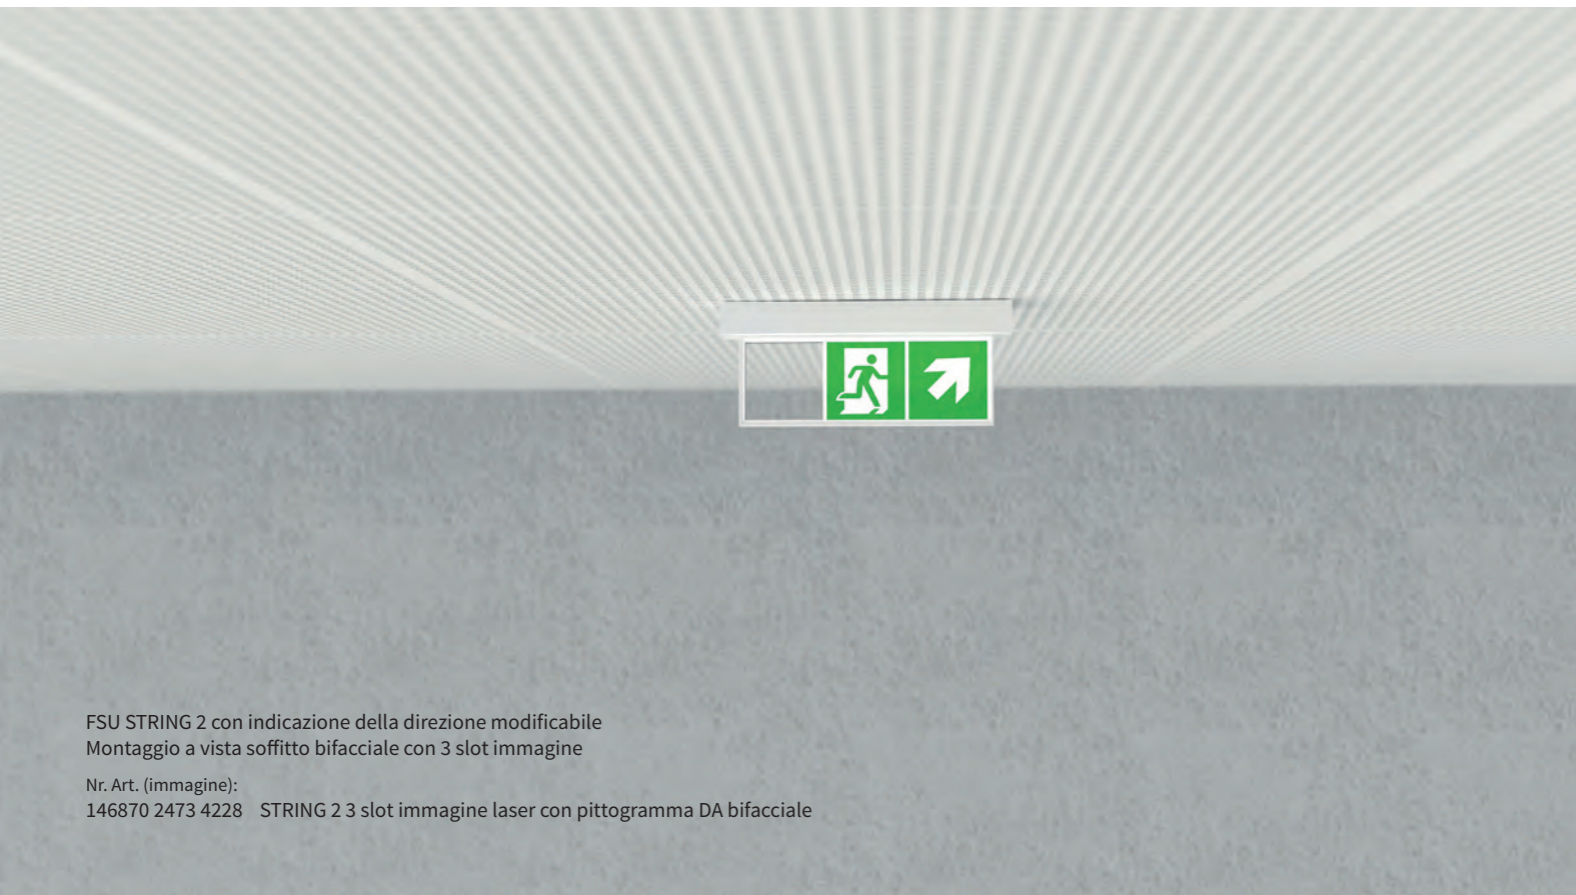 FSU STRING 2 con indicazione della direzione modificabile
Montaggio a vista soffitto bifacciale con 3 slot immagine
Nr. Art. (immagine):
146870 2473 4228 STRING 2 3 slot immagine laser con pittogramma DA bifacciale